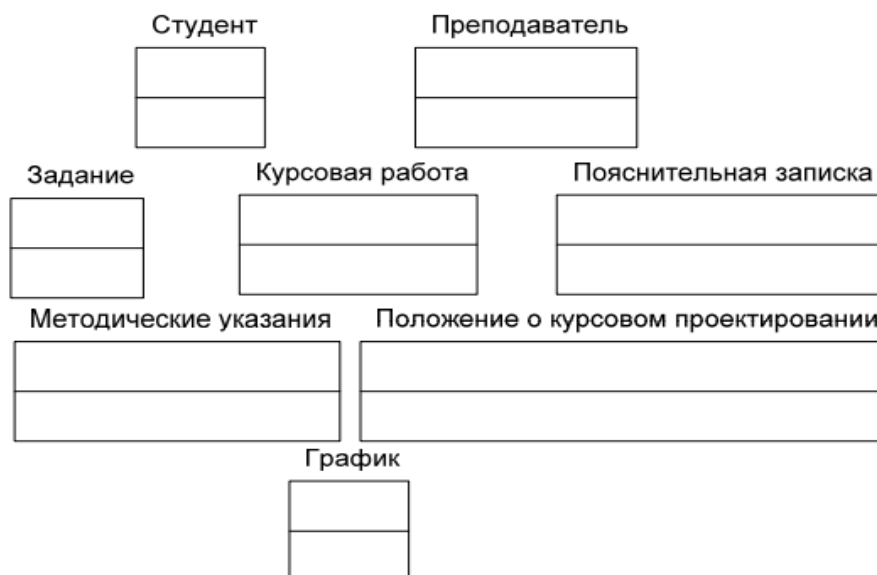 Студент Преподаватель
Задание Курсовая работа Пояснительная записка
Методические указания Положение о курсовом проектировании
График